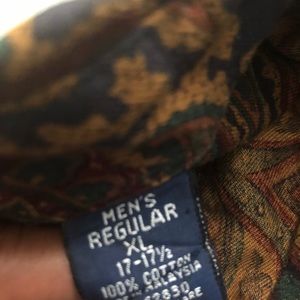 MEN'S
REGULAR
XL
17-17½
100% COTTON
MALAYSIA